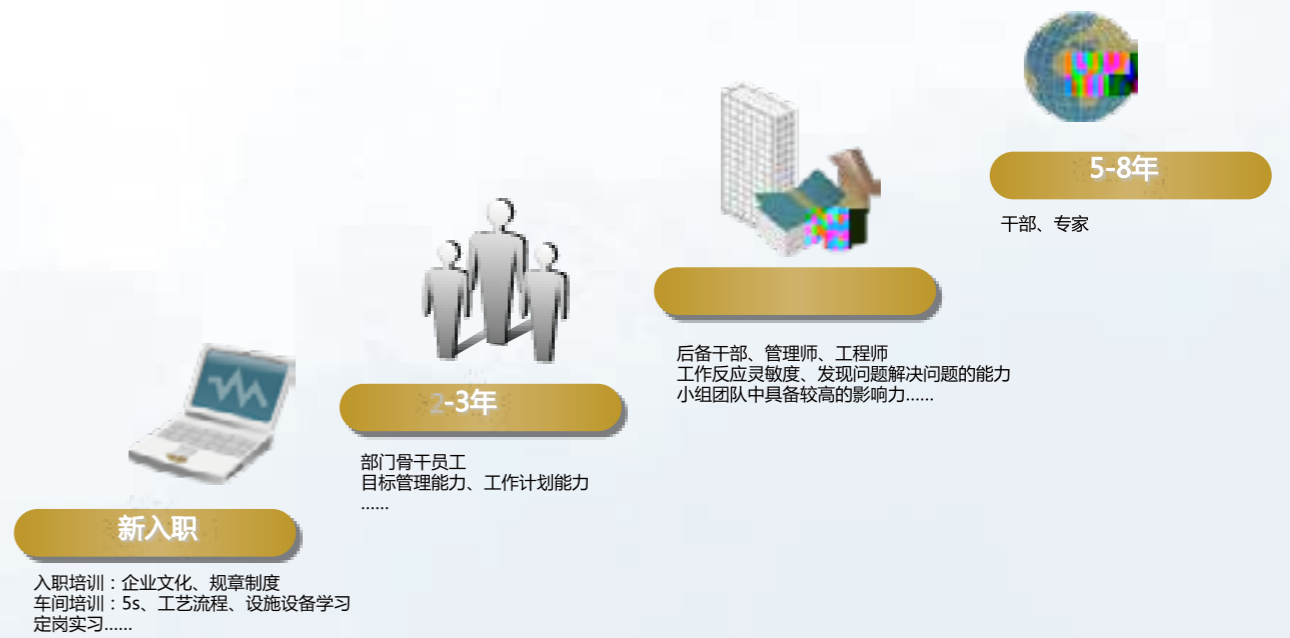 5-8年
干部、专家
后备干部、管理师、工程师
工作反应灵敏度、发现问题解决问题的能力
小组团队中具备较高的影响力……
2-3年
部门骨干员工
目标管理能力、工作计划能力
……
新入职
入职培训：企业文化、规章制度
车间培训：5s、工艺流程、设施设备学习
定岗实习……